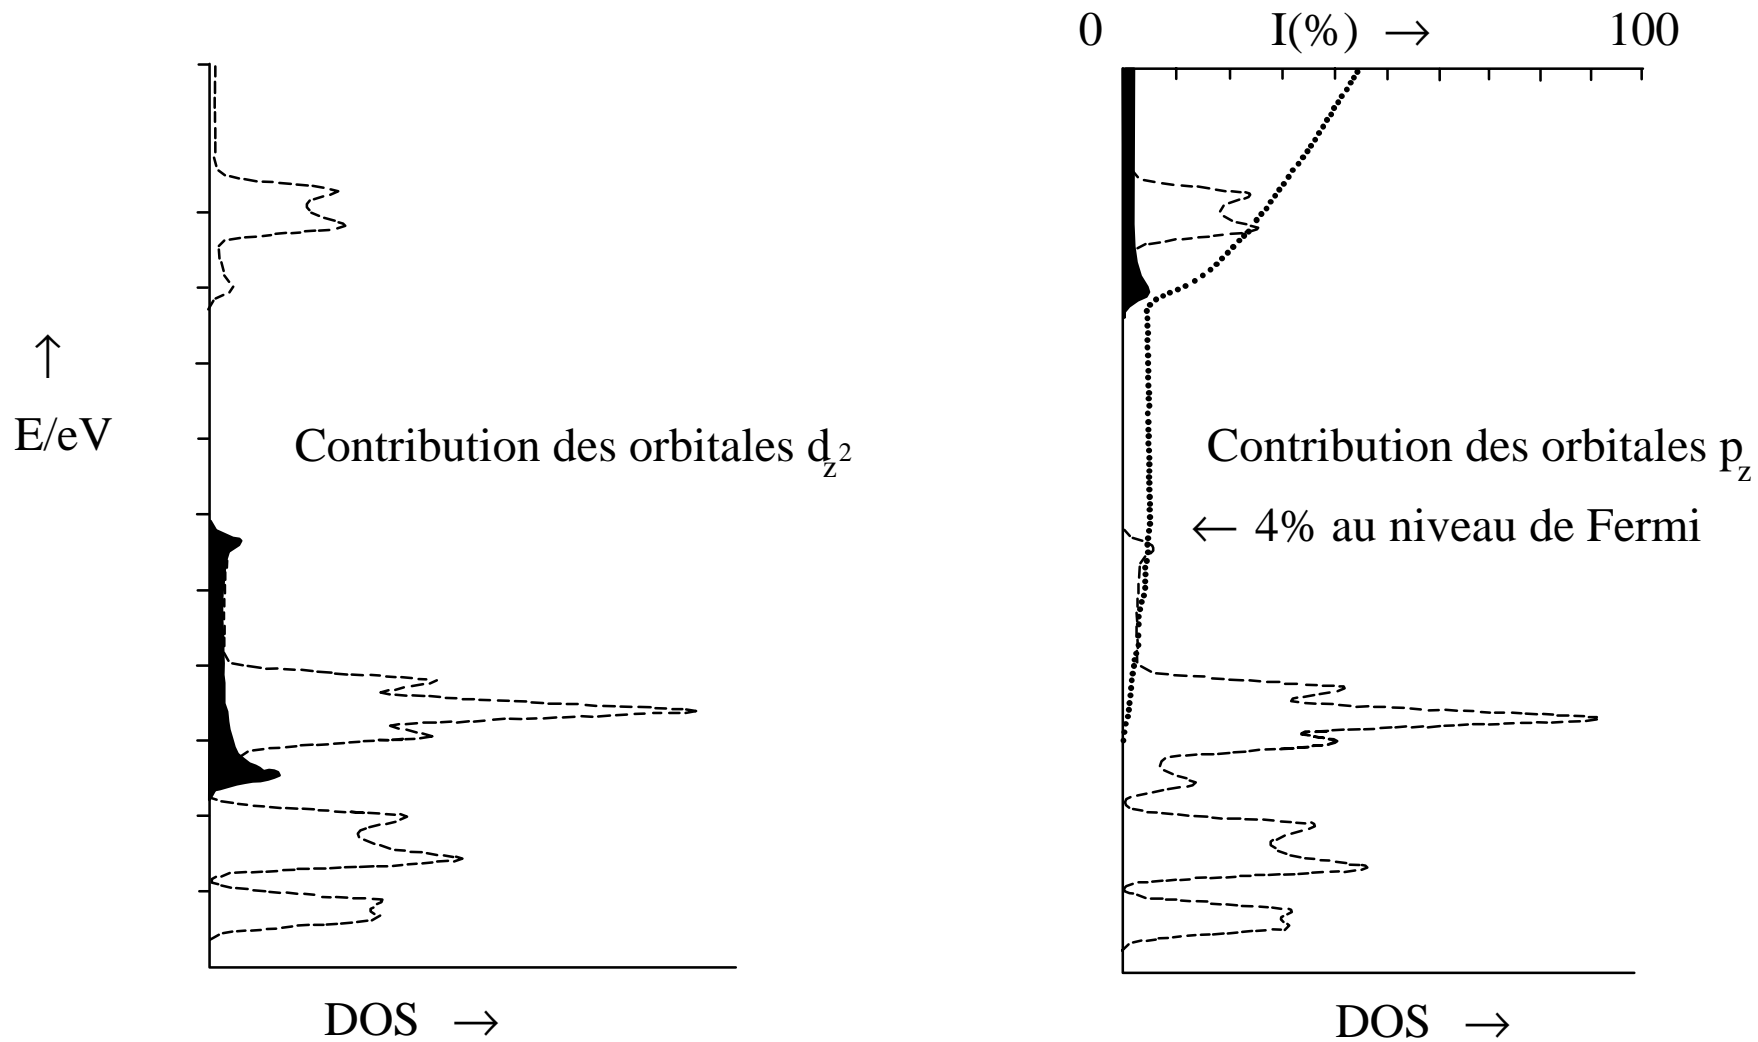 0 I(%) → 100
↑
E/eV
Contribution des orbitales dz2
Contribution des orbitales pz
← 4% au niveau de Fermi
DOS →
DOS →